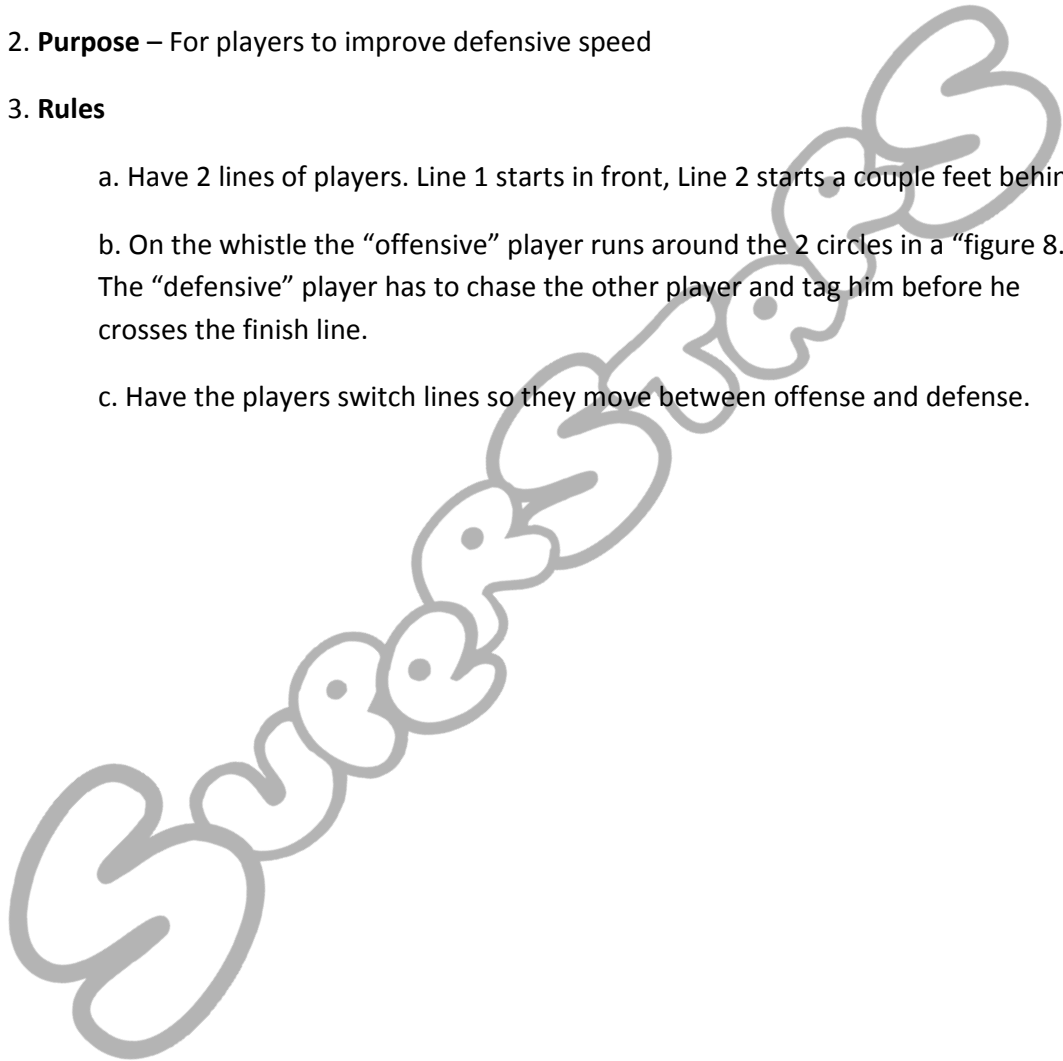 2. Purpose – For players to improve defensive speed
3. Rules
a. Have 2 lines of players. Line 1 starts in front, Line 2 starts a couple feet behin
b. On the whistle the “offensive” player runs around the 2 circles in a “figure 8.
The “defensive” player has to chase the other player and tag him before he
crosses the finish line.
c. Have the players switch lines so they move between offense and defense.
SuperStars